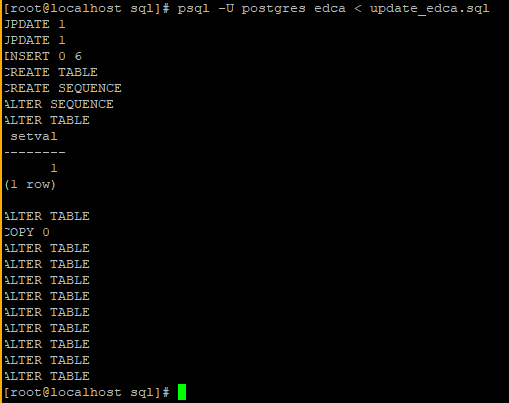 [root@localhost sql]# psql -U postgres edca < update_edca.sql
UPDATE 1
UPDATE 1
INSERT 0 6
CREATE TABLE
CREATE SEQUENCE
ALTER SEQUENCE
ALTER TABLE
 setval
--------
      1
(1 row)

ALTER TABLE
COPY 0
ALTER TABLE
ALTER TABLE
ALTER TABLE
ALTER TABLE
ALTER TABLE
ALTER TABLE
ALTER TABLE
ALTER TABLE
ALTER TABLE
[root@localhost sql]#